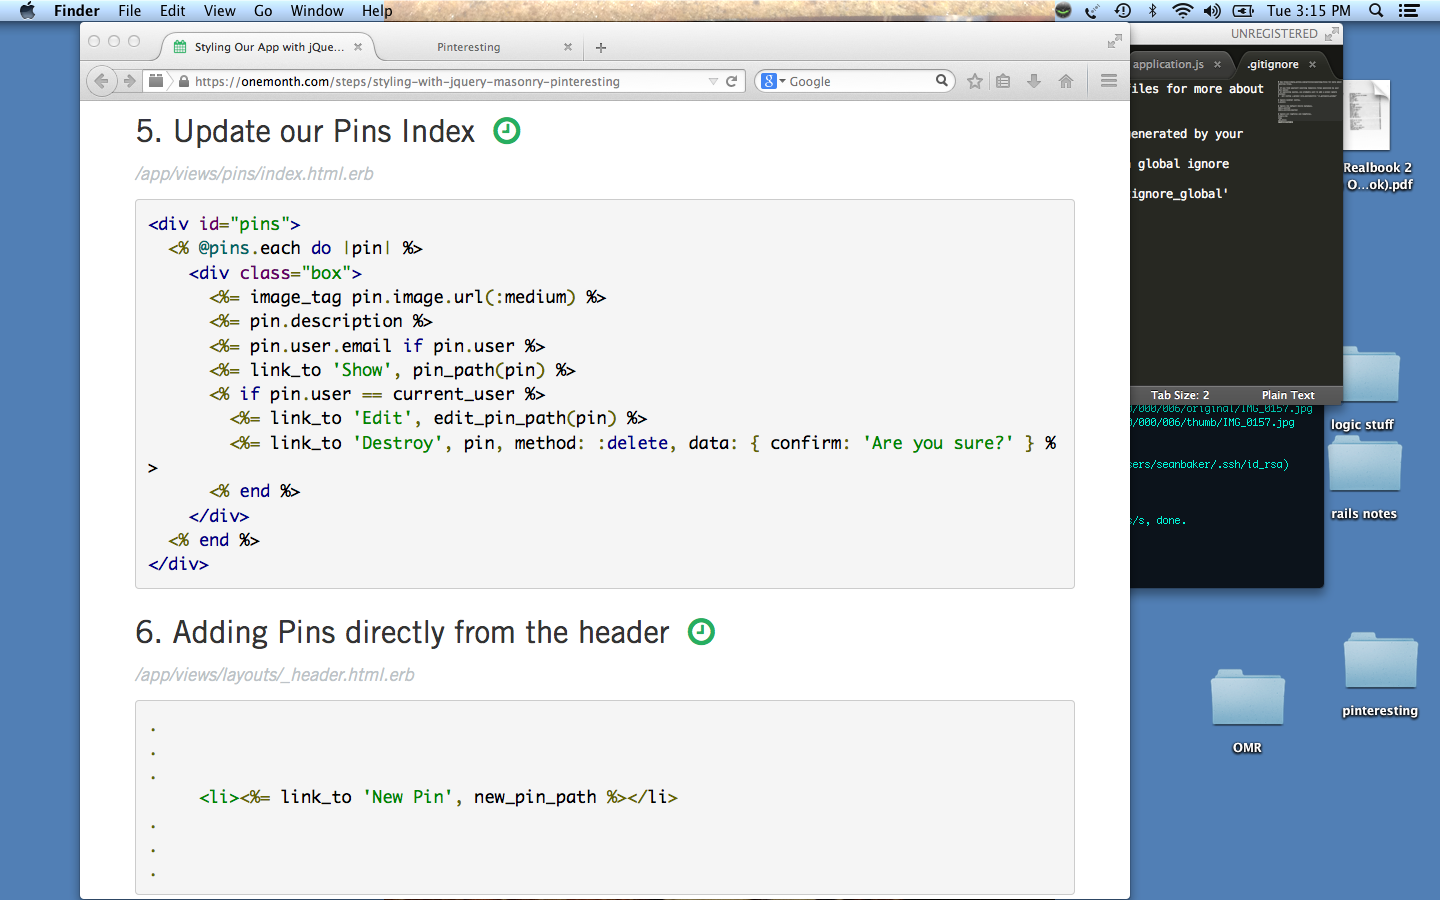 Finder File Edit View Go Window Help Tue 3:15 PM
Styling Our App with jQue...
Pinteresting
UNREGISTERED
https://onemonth.com/steps/styling-with-jquery-masonry-pinteresting
Google
application.js
.gitignore
5. Update our Pins Index
/app/views/pins/index.html.erb
<div id="pins">
<% @pins.each do |pin| %>
<div class="box">
<%= image_tag pin.image.url(:medium) %>
<%= pin.description %>
<%= pin.user.email if pin.user %>
<%= link_to 'Show', pin_path(pin) %>
<% if pin.user == current_user %>
<%= link_to 'Edit', edit_pin_path(pin) %>
<%= link_to 'Destroy', pin, method: :delete, data: { confirm: 'Are you sure?' } %
>
<% end %>
</div>
<% end %>
</div>
6. Adding Pins directly from the header
/app/views/layouts/_header.html.erb
.
.
.
<li><%= link_to 'New Pin', new_pin_path %></li>
.
.
.
iles for more about
enerated by your
global ignore
ignore_global'
Tab Size: 2 Plain Text
/000/006/original/IMG_0157.jpg
/000/006/thumb/IMG_0157.jpg
ers/seanbaker/.ssh/id_rsa)
/s, done.
Realbook 2
O...ok).pdf
logic stuff
rails notes
pinteresting
OMR